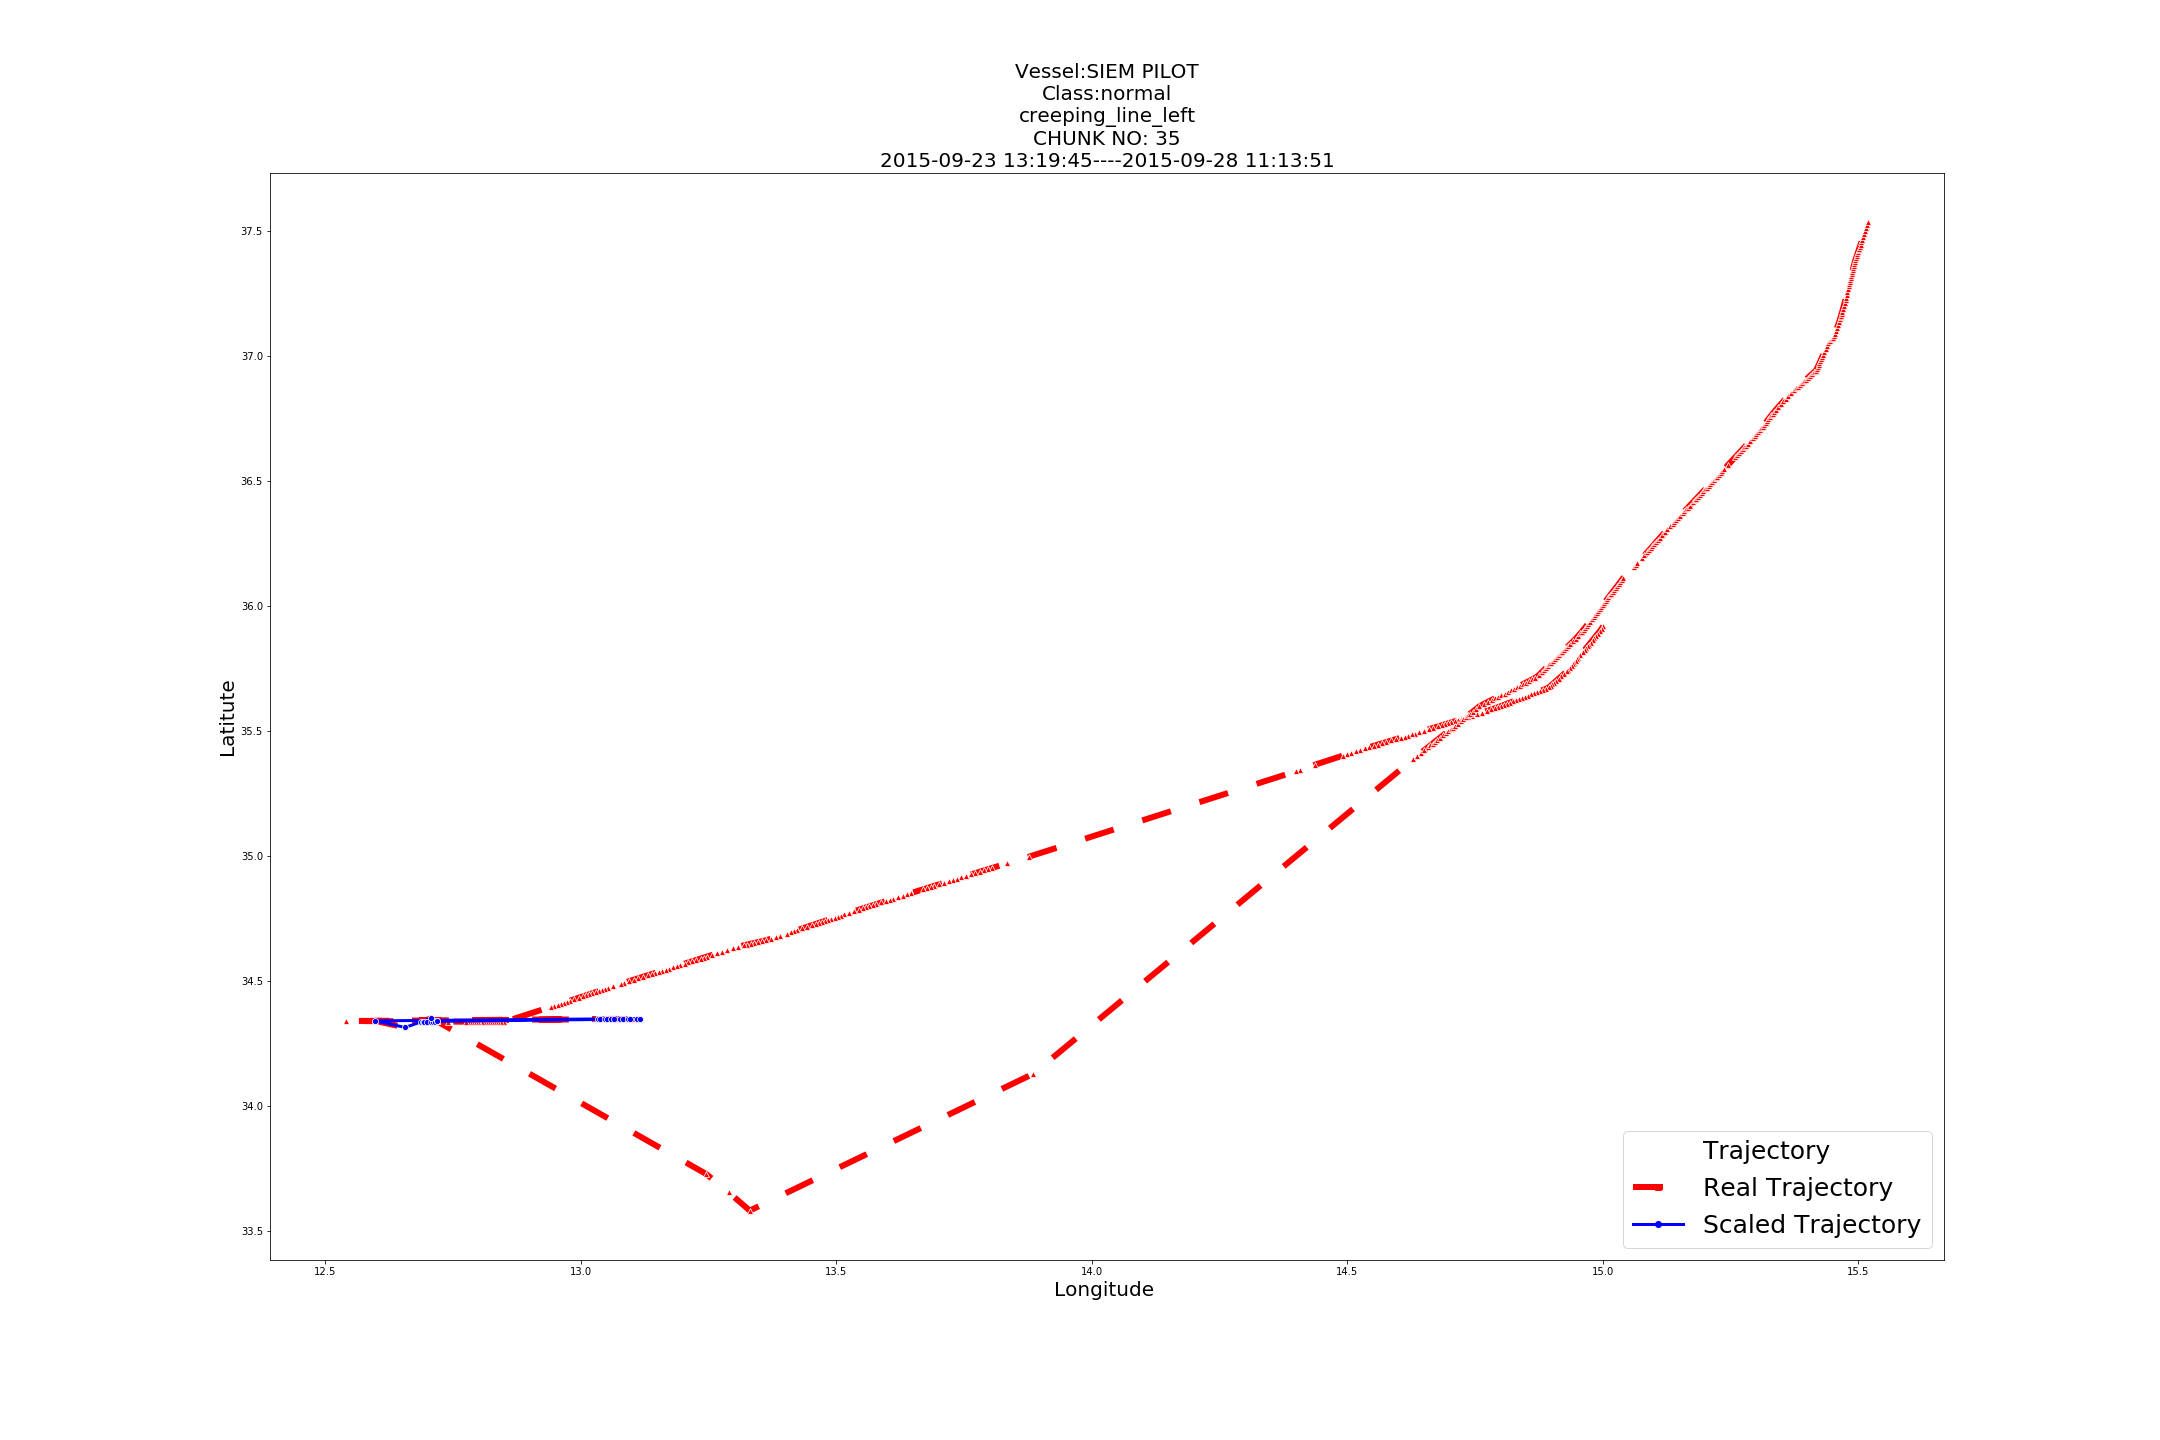 Vessel:SIEM PILOT
Class:normal
creeping_line_left
CHUNK NO: 35
2015-09-23 13:19:45----2015-09-28 11:13:51
37.5
37.0
36.5
36.0
35.5
35.0
34.5
34.0
33.5
Latitute
12.5
13.0
13.5
14.0
14.5
15.0
15.5
Longitude
Trajectory
Real Trajectory
Scaled Trajectory